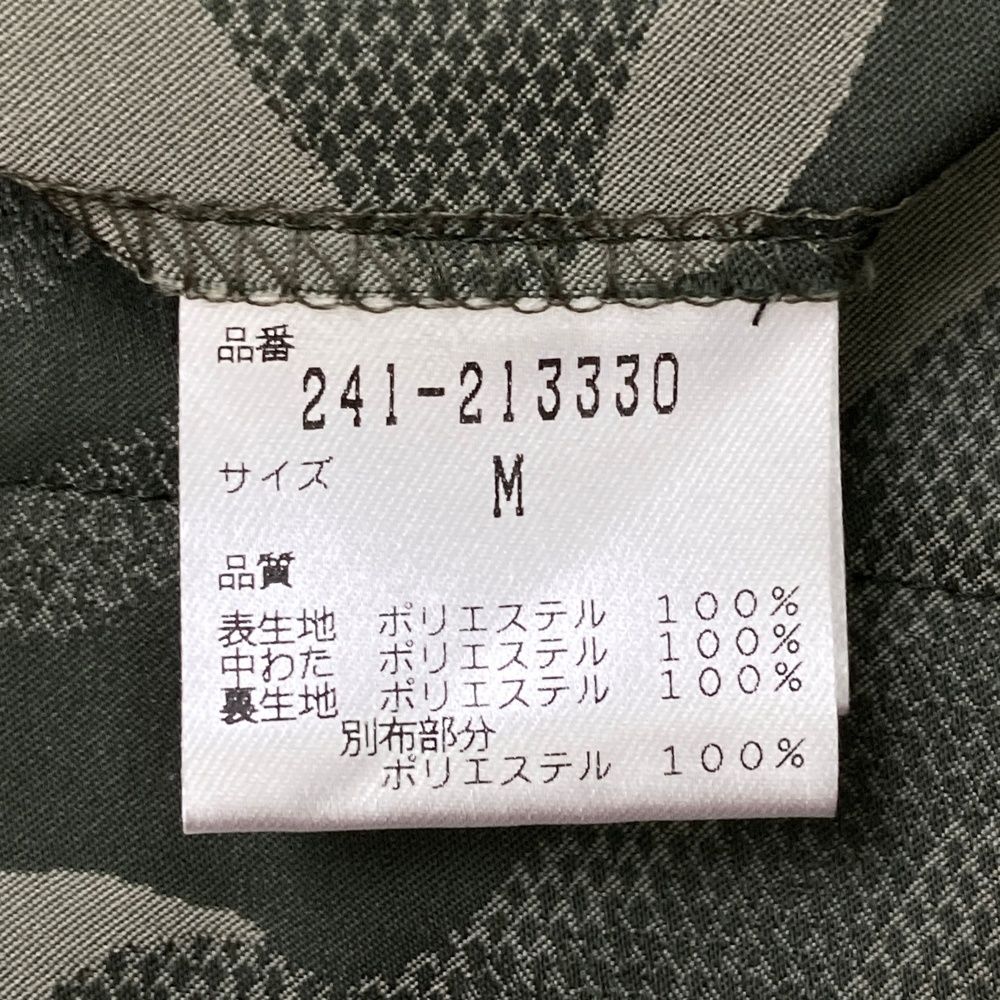 品番
241-213330
サイズ M
品質
表生地 ポリエステル 100%
中わた ポリエステル 100%
裏生地 ポリエステル 100%
別布部分
ポリエステル 100%